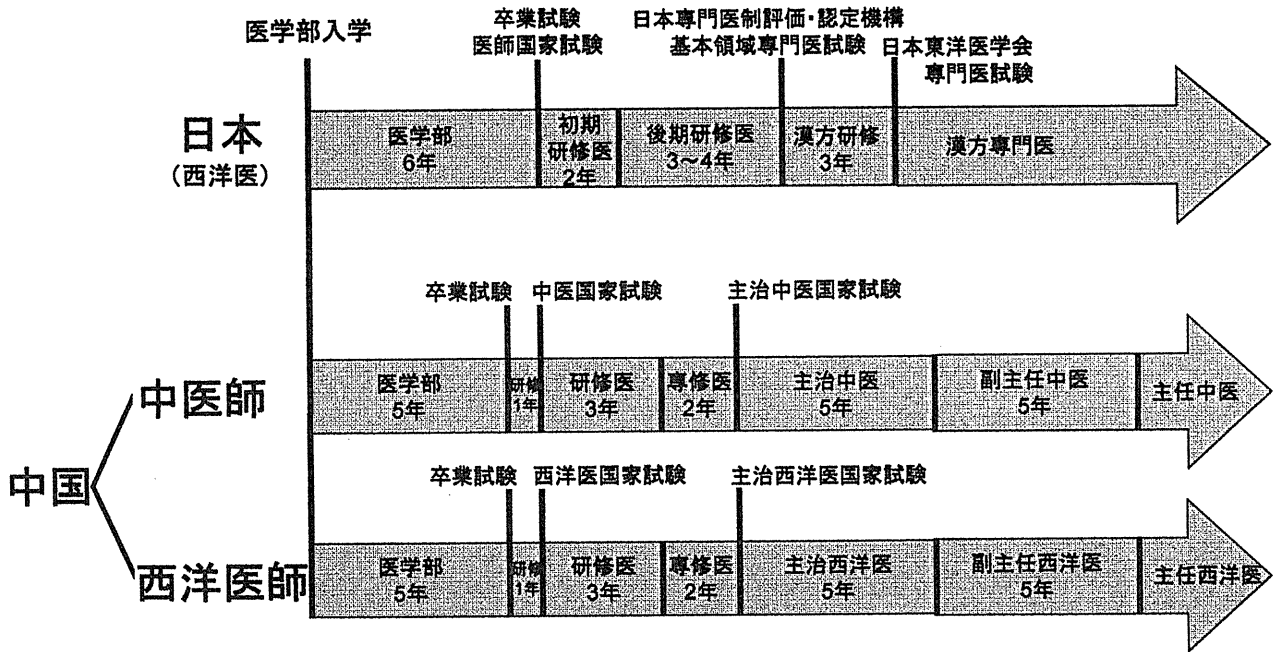 医学部入学
卒業試験
医師国家試験
日本専門医制評価・認定機構
基本領域専門医試験
日本東洋医学会
専門医試験
日本
(西洋医)
医学部
6年
初期
研修医
2年
後期研修医
3～4年
漢方研修
3年
漢方専門医
卒業試験
中医国家試験
主治中医国家試験
中国
中医師
医学部
5年
研修
1年
研修医
3年
専修医
2年
主治中医
5年
副主任中医
5年
主任中医
卒業試験
西洋医国家試験
主治西洋医国家試験
西洋医師
医学部
5年
研修
1年
研修医
3年
専修医
2年
主治西洋医
5年
副主任西洋医
5年
主任西洋医